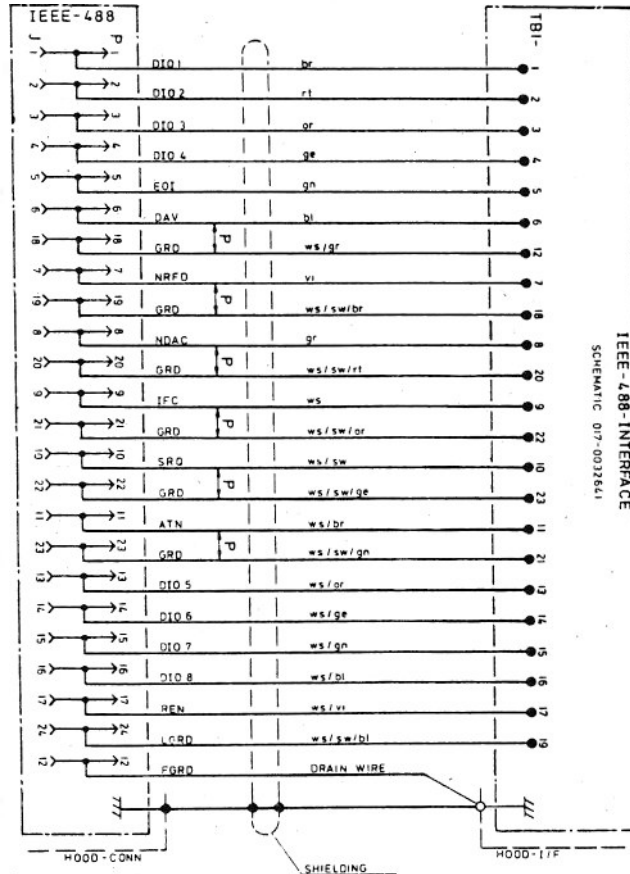 IEEE-488
J P TB1-
1 1 DIO 1 br 1
2 2 DIO 2 rt 2
3 3 DIO 3 or 3
4 4 DIO 4 ge 4
5 5 EOI gn 5
6 6 DAV bl 6
P
18 18 GRD ws/gr 12
7 7 NRFD vi 7
P
19 19 GRD ws/sw/br 18
8 8 NDAC gr 8
P
20 20 GRD ws/sw/rt 20
9 9 IFC ws 9
P
21 21 GRD ws/sw/or 22
10 10 SRQ ws/sw 10
P
22 22 GRD ws/sw/ge 23
11 11 ATN ws/br 11
P
23 23 GRD ws/sw/gn 21
13 13 DIO 5 ws/or 13
14 14 DIO 6 ws/ge 14
15 15 DIO 7 ws/gn 15
16 16 DIO 8 ws/bl 16
17 17 REN ws/vi 17
24 24 LGRD ws/sw/bl 19
12 12 FGRD DRAIN WIRE
IEEE-488-INTERFACE
SCHEMATIC 017-0032641
HOOD-CONN
HOOD-I/F
SHIELDING